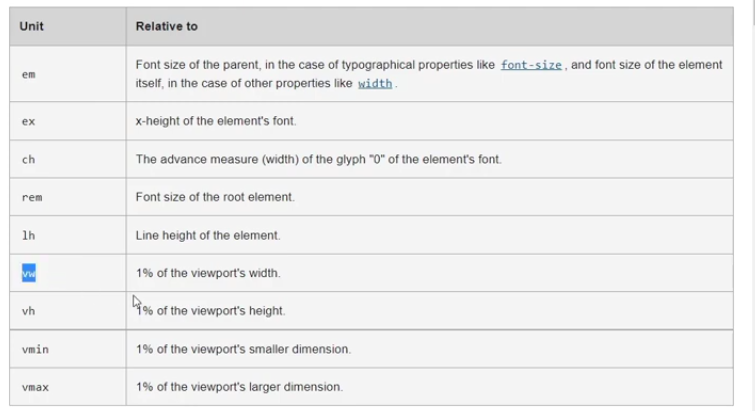 Unit Relative to
em Font size of the parent, in the case of typographical properties like font-size, and font size of the element
itself, in the case of other properties like width.
ex x-height of the element's font.
ch The advance measure (width) of the glyph "0" of the element's font.
rem Font size of the root element.
lh Line height of the element.
vw 1% of the viewport's width.
vh 1% of the viewport's height.
vmin 1% of the viewport's smaller dimension.
vmax 1% of the viewport's larger dimension.